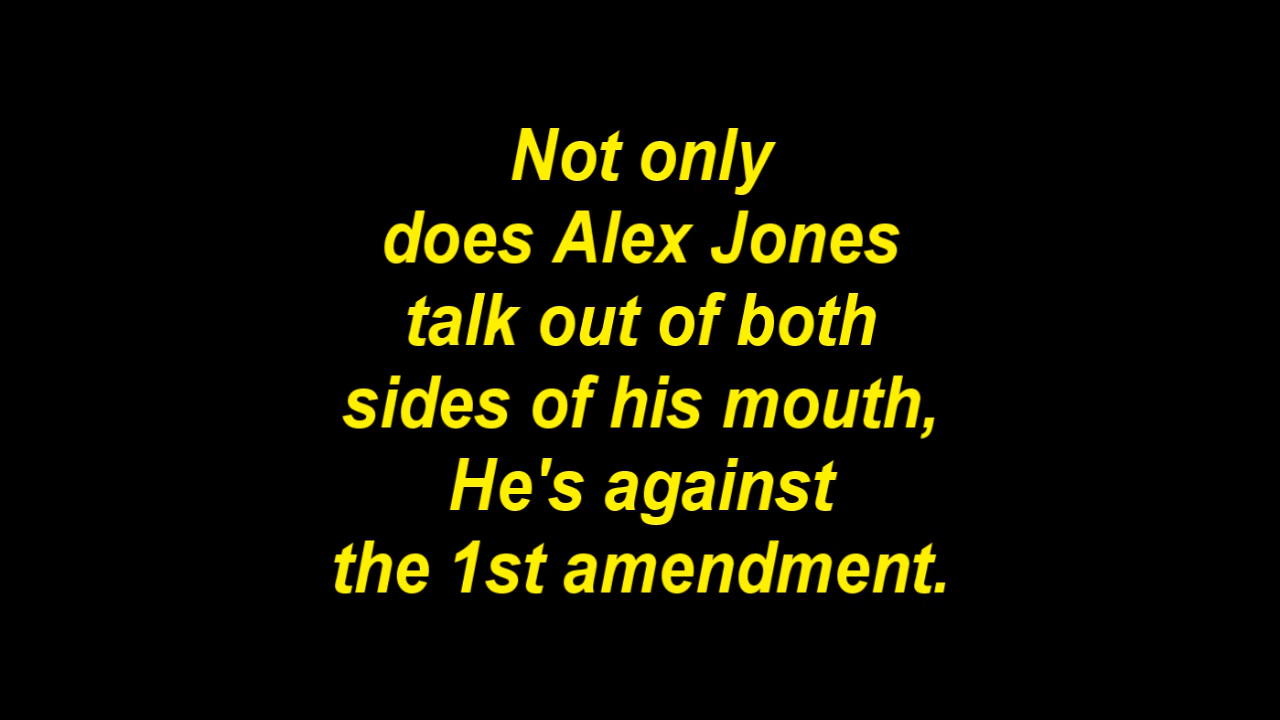 Not only
does Alex Jones
talk out of both
sides of his mouth,
He's against
the 1st amendment.